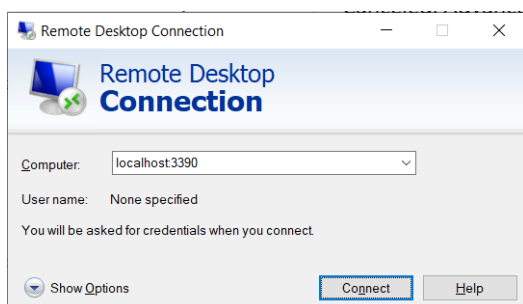 Remote Desktop Connection
Remote Desktop
Connection
Computer: localhost:3390
User name: None specified
You will be asked for credentials when you connect.
Show Options Connect Help